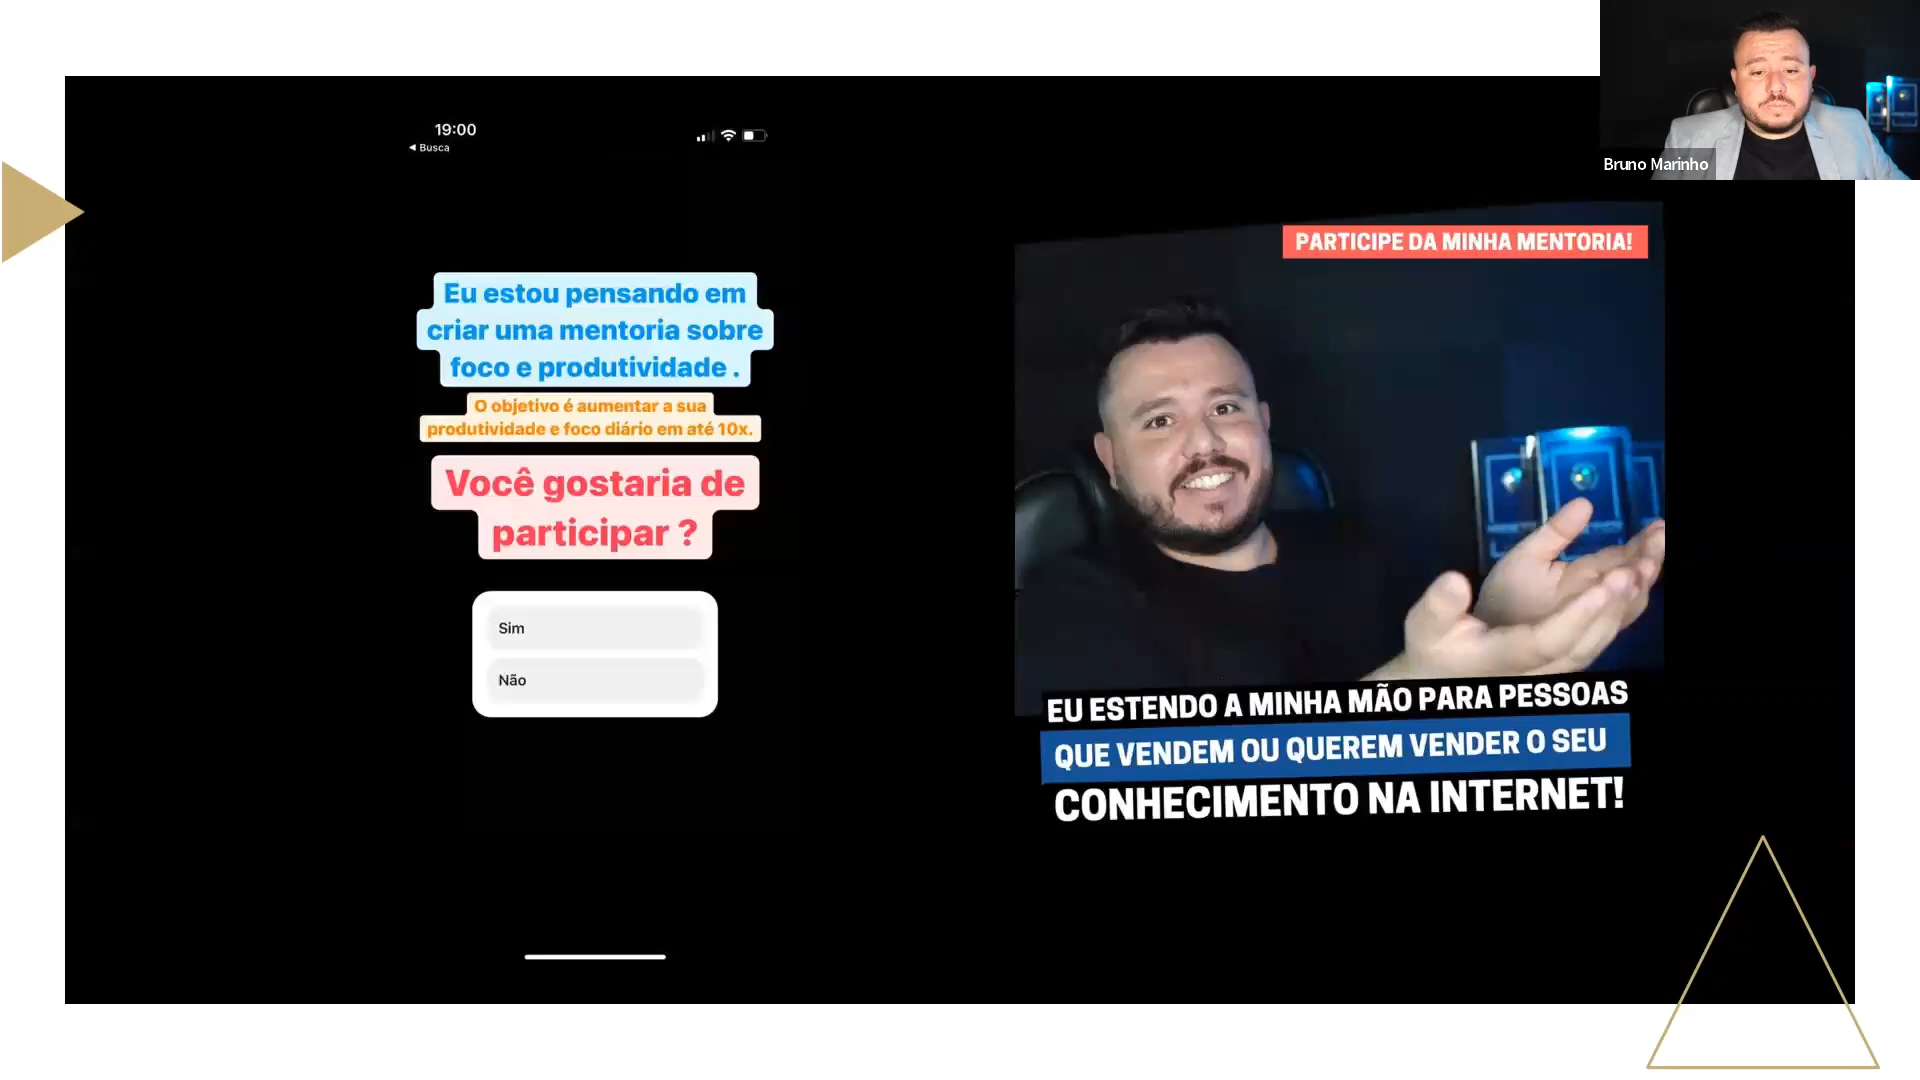 19:00
◀ Busca
Eu estou pensando em
criar uma mentoria sobre
foco e produtividade .
O objetivo é aumentar a sua
produtividade e foco diário em até 10x.
Você gostaria de
participar ?
Sim
Não
Bruno Marinho
PARTICIPE DA MINHA MENTORIA!
EU ESTENDO A MINHA MÃO PARA PESSOAS
QUE VENDEM OU QUEREM VENDER O SEU
CONHECIMENTO NA INTERNET!